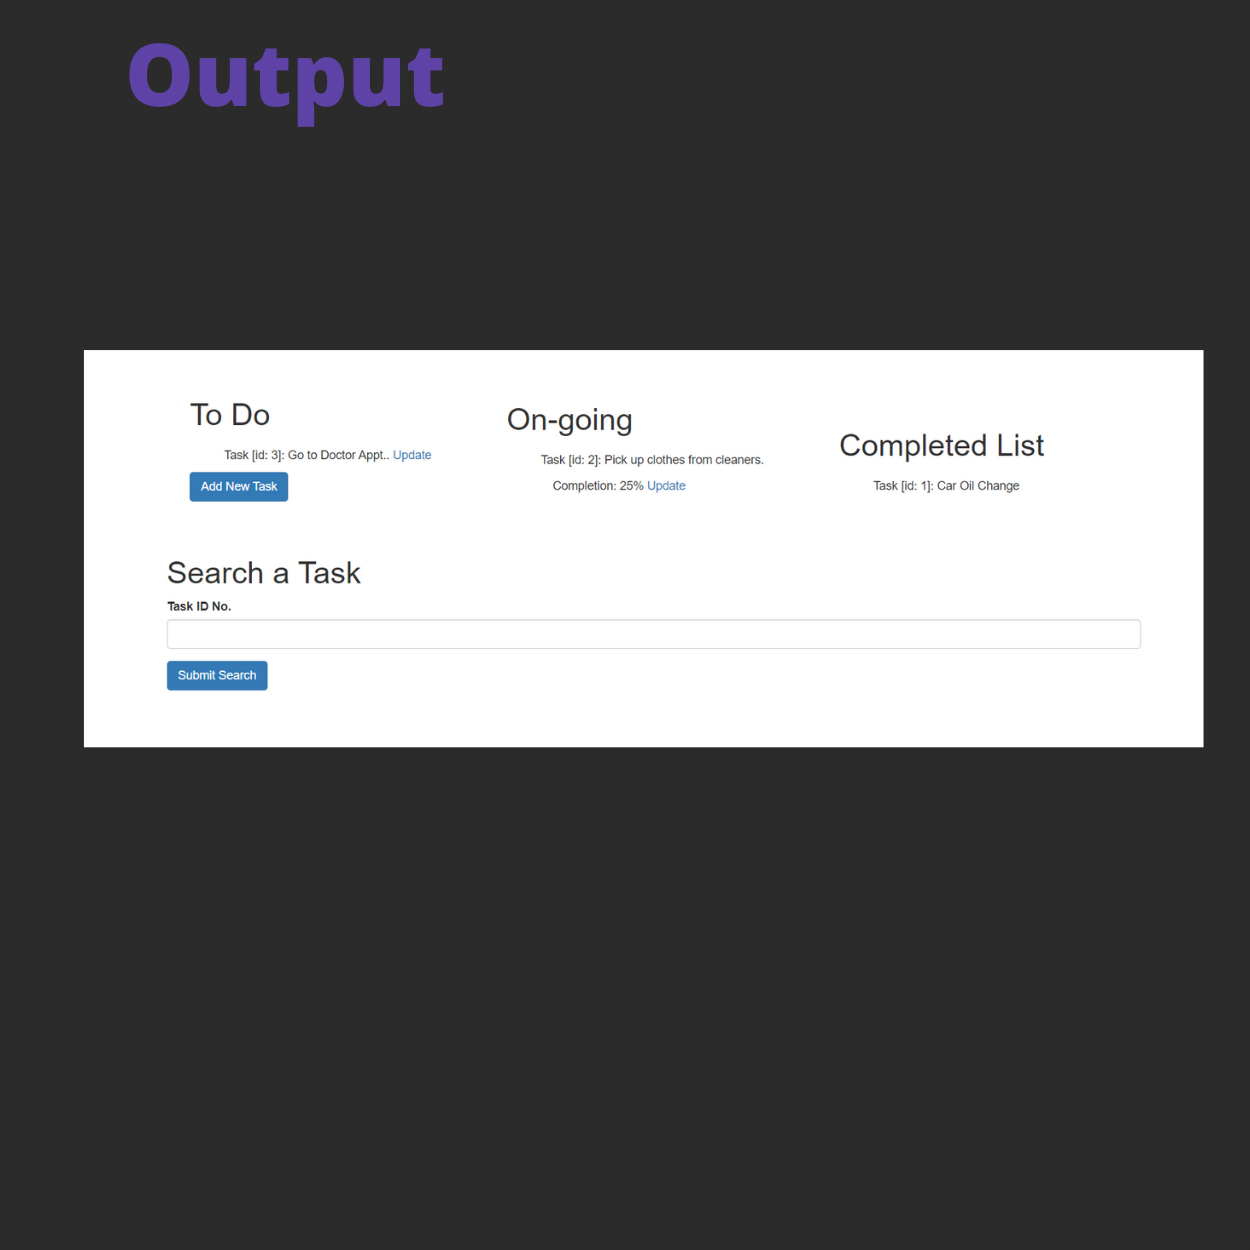 Output
To Do
Task [id: 3]: Go to Doctor Appt.. Update
Add New Task
On-going
Task [id: 2]: Pick up clothes from cleaners.
Completion: 25% Update
Completed List
Task [id: 1]: Car Oil Change
Search a Task
Task ID No.
Submit Search